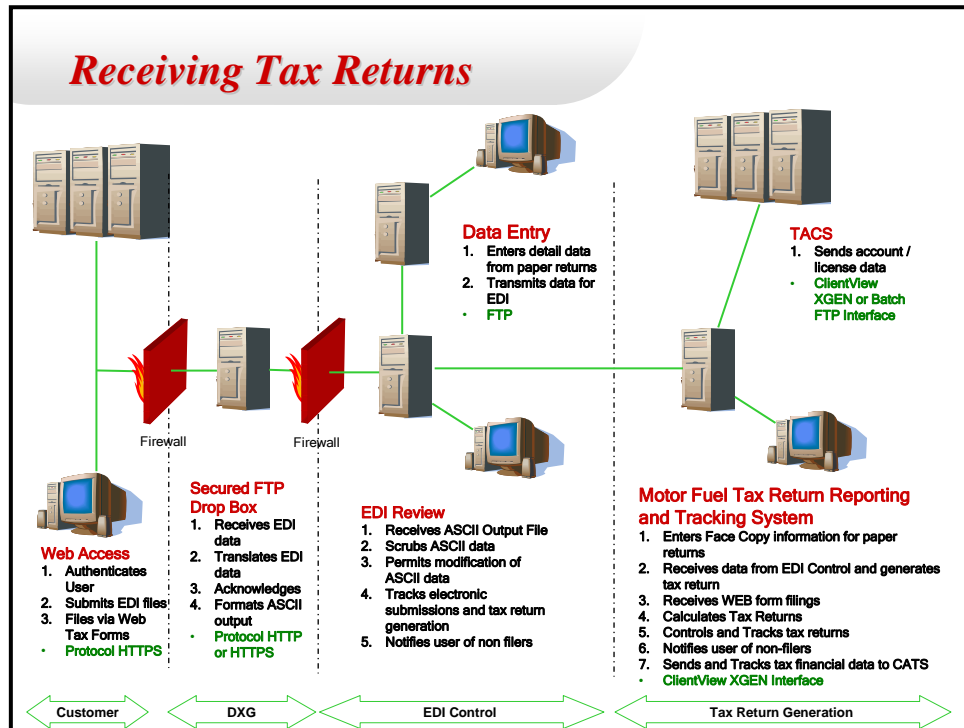 Receiving Tax Returns
Data Entry
1. Enters detail data
from paper returns
2. Transmits data for
EDI
• FTP
TACS
1. Sends account /
license data
• ClientView
XGEN or Batch
FTP Interface
Firewall
Firewall
Web Access
1. Authenticates
User
2. Submits EDI files
3. Files via Web
Tax Forms
• Protocol HTTPS
Secured FTP
Drop Box
1. Receives EDI
data
2. Translates EDI
data
3. Acknowledges
4. Formats ASCII
output
• Protocol HTTP
or HTTPS
EDI Review
1. Receives ASCII Output File
2. Scrubs ASCII data
3. Permits modification of
ASCII data
4. Tracks electronic
submissions and tax return
generation
5. Notifies user of non filers
Motor Fuel Tax Return Reporting
and Tracking System
1. Enters Face Copy information for paper
returns
2. Receives data from EDI Control and generates
tax return
3. Receives WEB form filings
4. Calculates Tax Returns
5. Controls and Tracks tax returns
6. Notifies user of non-filers
7. Sends and Tracks tax financial data to CATS
• ClientView XGEN Interface
Customer
DXG
EDI Control
Tax Return Generation